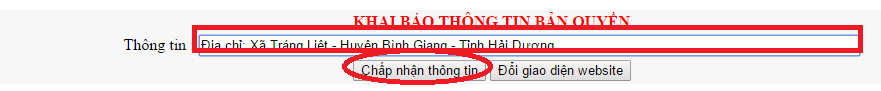 KHAI BÁO THÔNG TIN BẢN QUYỀN
Thông tin : Địa chỉ: Xã Tráng Liệt - Huyện Bình Giang - Tỉnh Hải Dương
Chấp nhận thông tin Đổi giao diện website